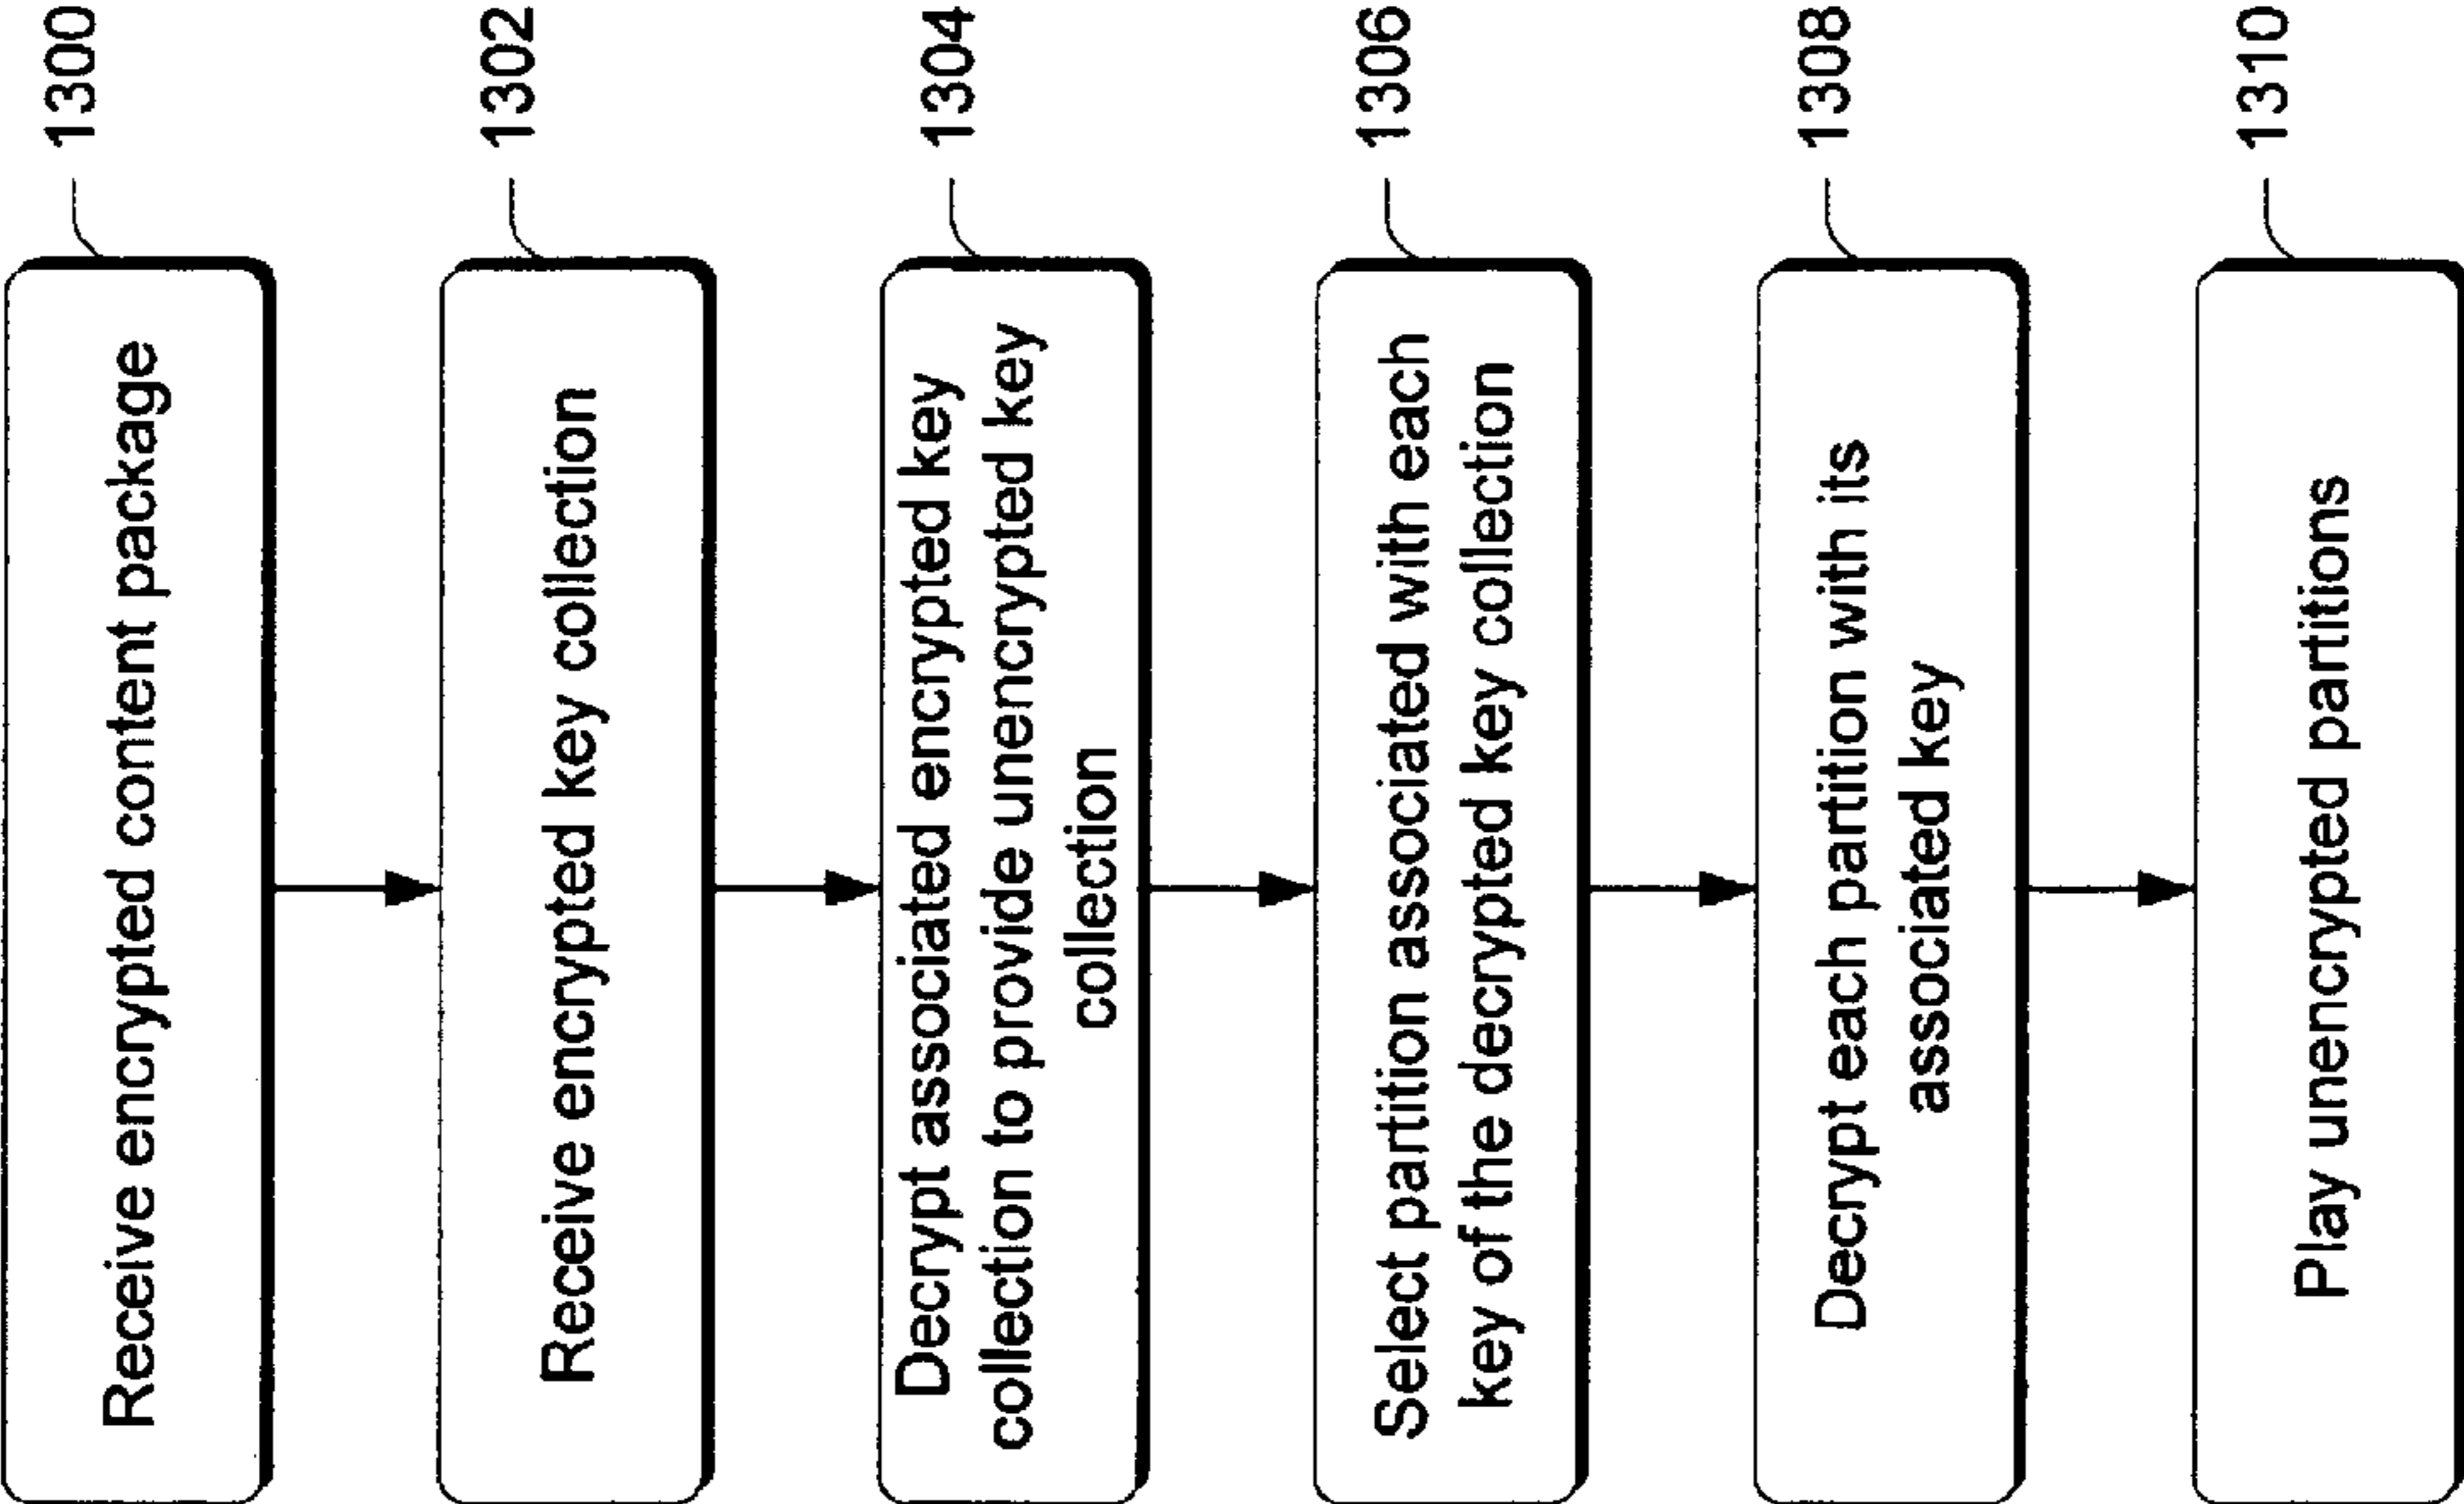 Receive encrypted content package
1300
Receive encrypted key collection
1302
Decrypt associated encrypted key
collection to provide unencrypted key
collection
1304
Select partition associated with each
key of the decrypted key collection
1306
Decrypt each partition with its
associated key
1308
Play unencrypted partitions
1310